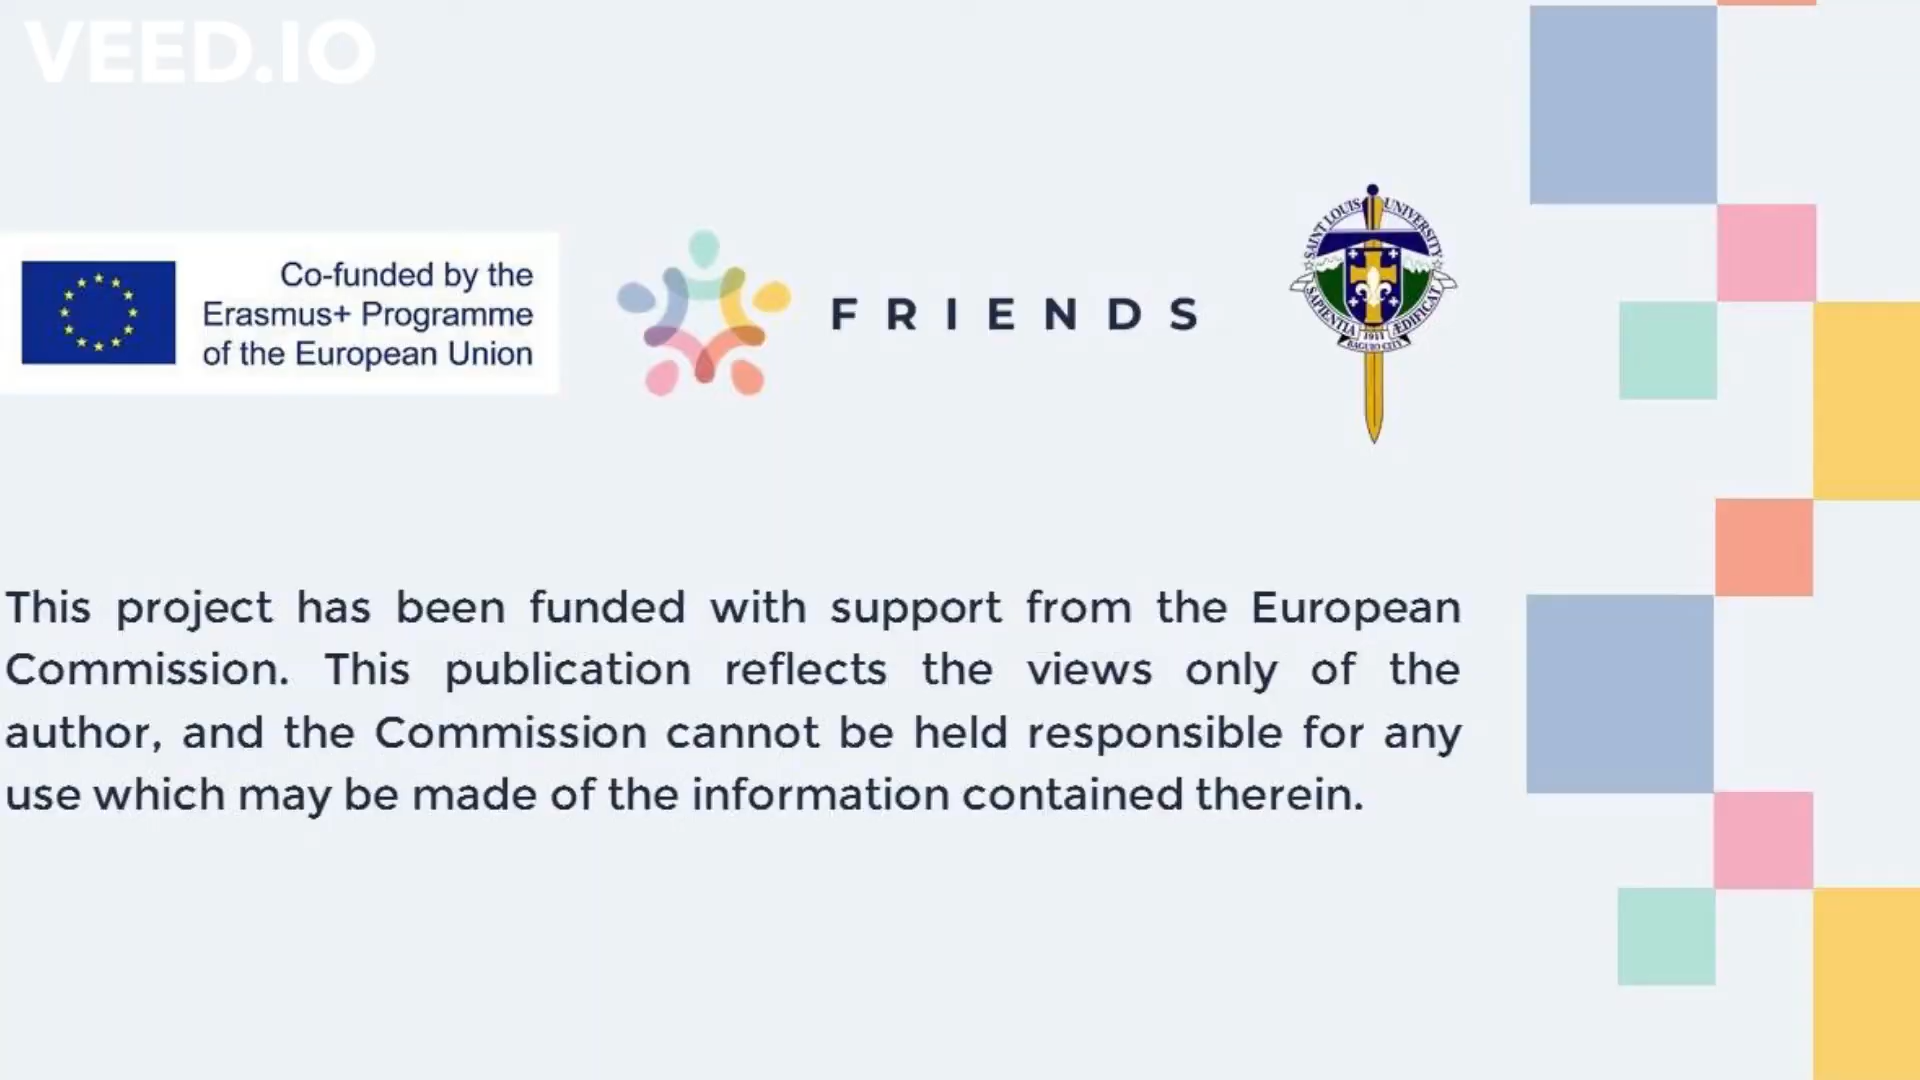 VEED.IO
Co-funded by the
Erasmus+ Programme
of the European Union
FRIENDS
SAINT LOUIS UNIVERSITY
SAPIENTIA ÆDIFICAT
1911
BAGUIO CITY
This project has been funded with support from the European
Commission. This publication reflects the views only of the
author, and the Commission cannot be held responsible for any
use which may be made of the information contained therein.